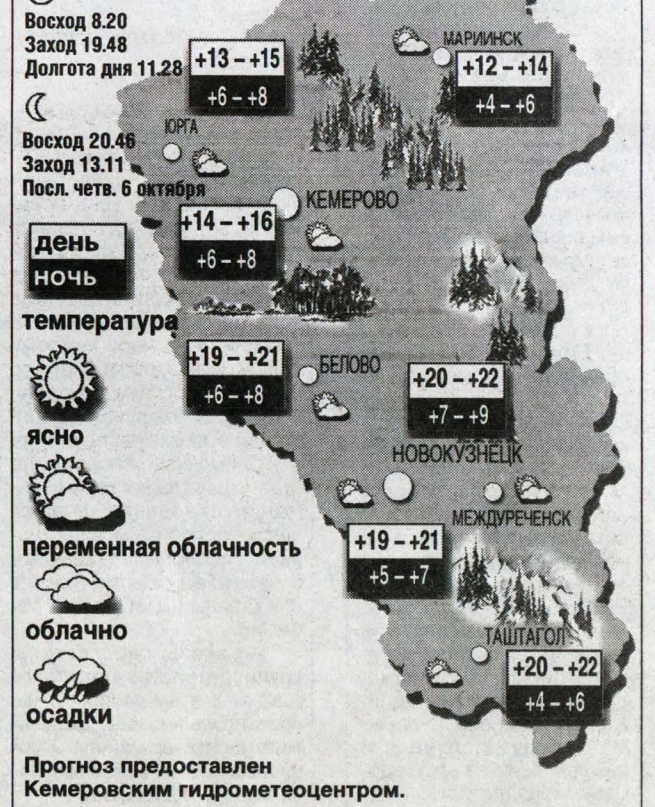 Восход 8.20
Заход 19.48
Долгота дня 11.28
Восход 20.46
Заход 13.11
Посл. четв. 6 октября
день
ночь
температура
ясно
переменная облачность
облачно
осадки
+13 – +15
+6 – +8
ЮРГА
МАРИИНСК
+12 – +14
+4 – +6
КЕМЕРОВО
+14 – +16
+6 – +8
+19 – +21
+6 – +8
БЕЛОВО
+20 – +22
+7 – +9
НОВОКУЗНЕЦК
МЕЖДУРЕЧЕНСК
+19 – +21
+5 – +7
ТАШТАГОЛ
+20 – +22
+4 – +6
Прогноз предоставлен
Кемеровским гидрометеоцентром.